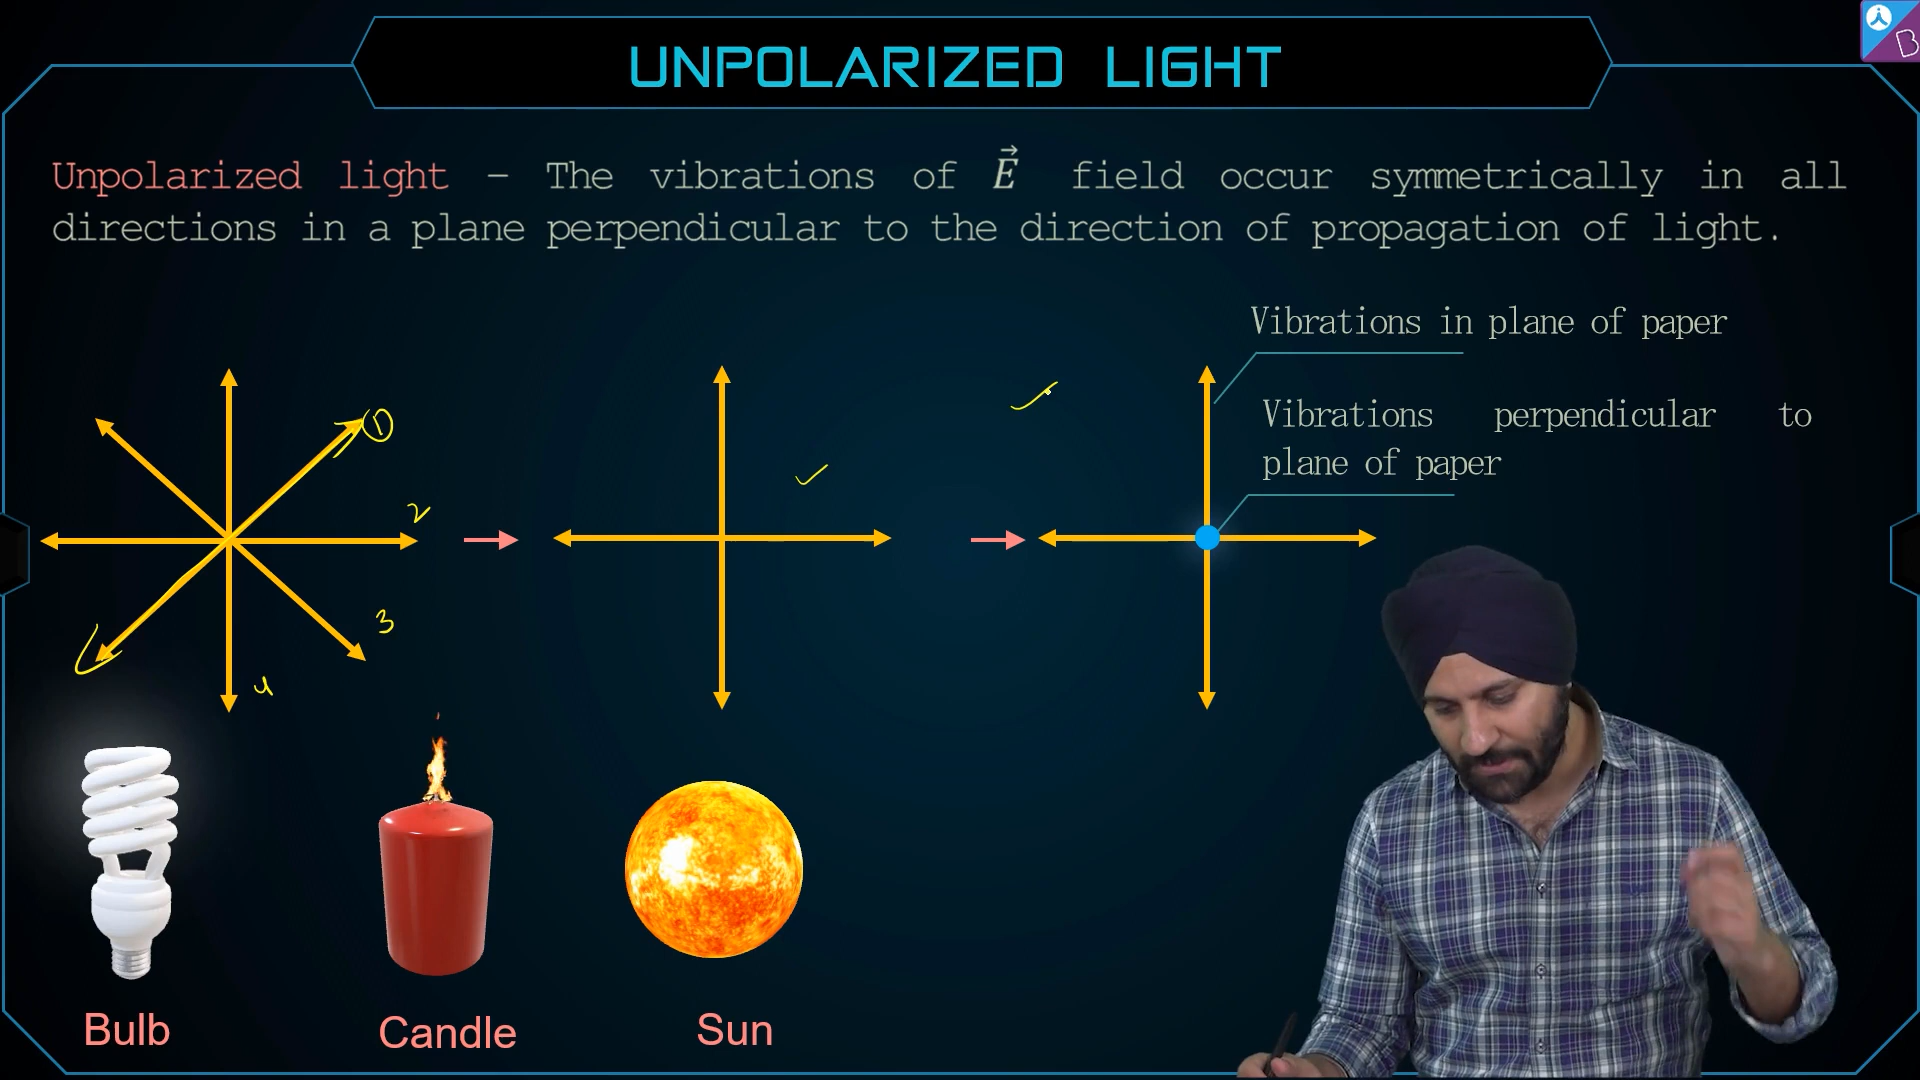 UNPOLARIZED LIGHT
Unpolarized light – The vibrations of E⃗ field occur symmetrically in all
directions in a plane perpendicular to the direction of propagation of light.
Vibrations in plane of paper
Vibrations perpendicular to
plane of paper
1
2
3
4
Bulb
Candle
Sun
B